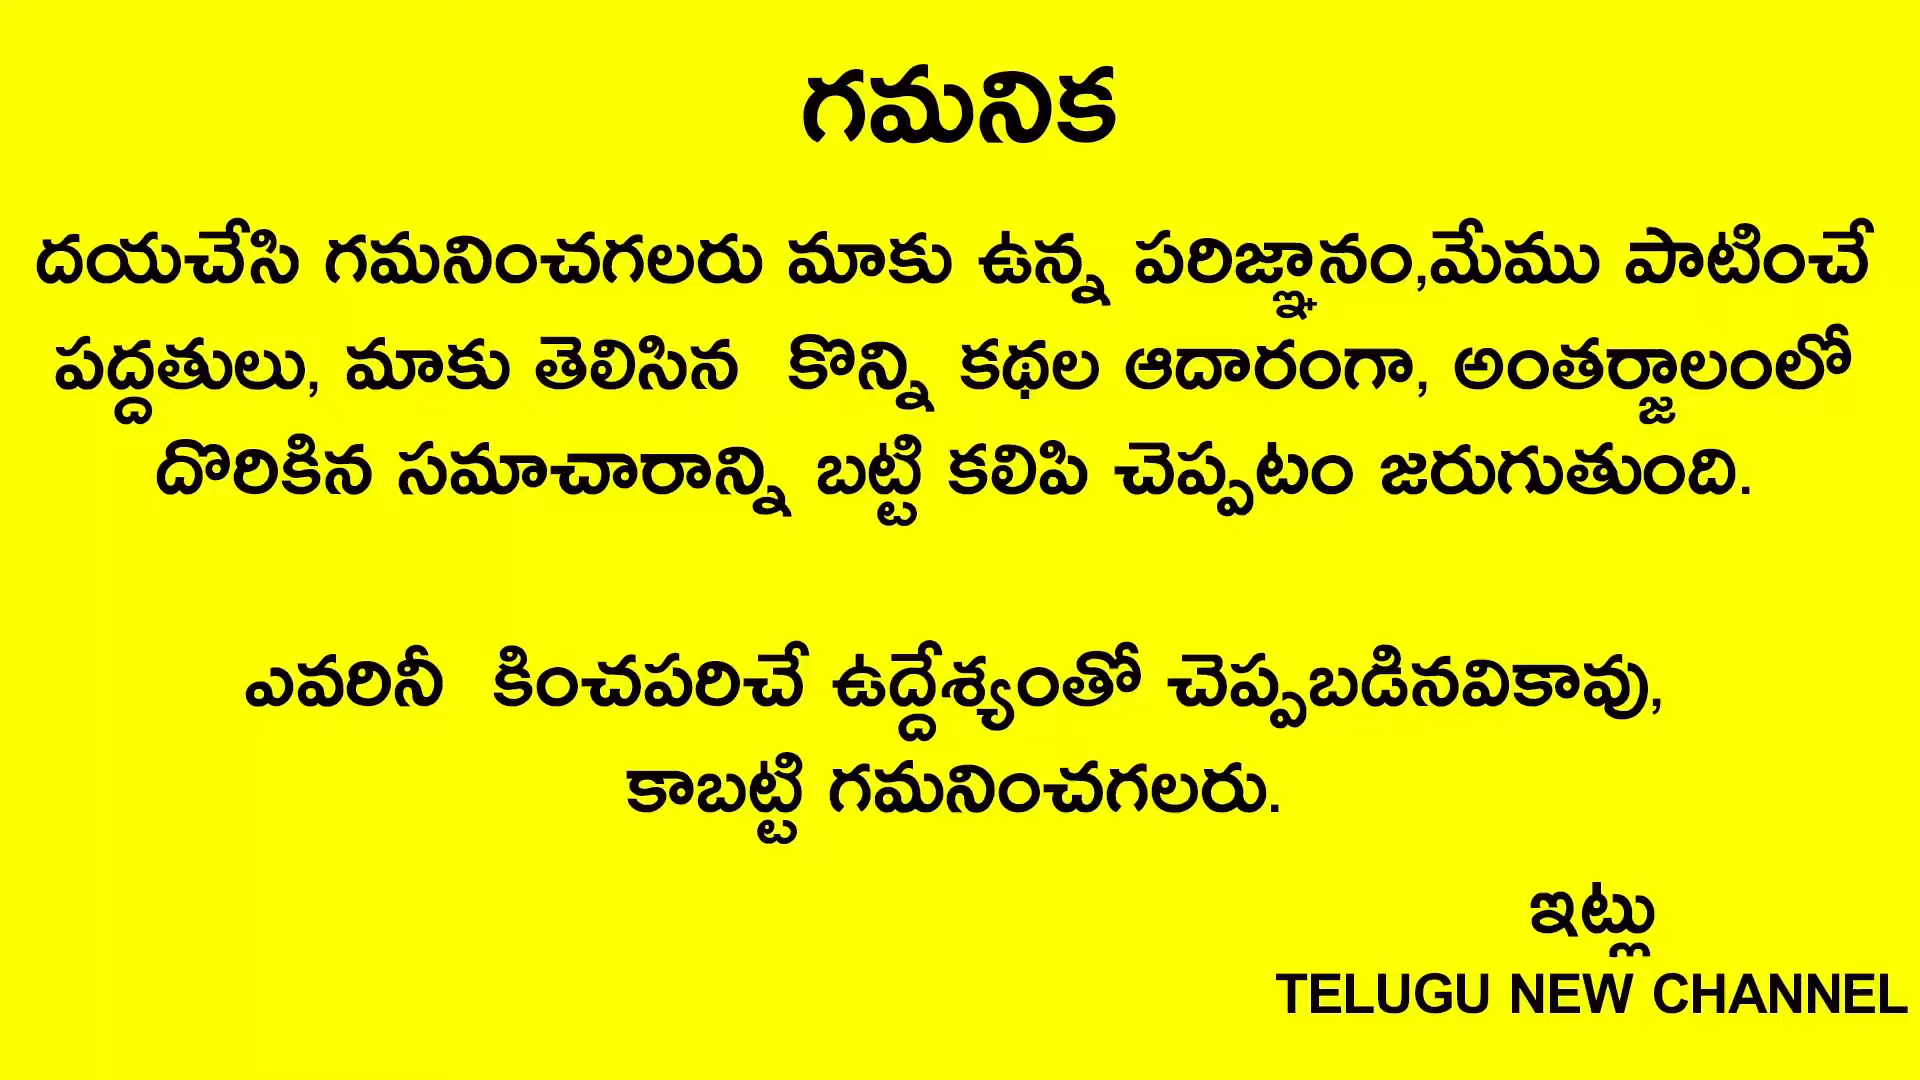 గమనిక
దయచేసి గమనించగలరు మాకు ఉన్న పరిజ్ఞానం,మేము పాటించే
పద్దతులు, మాకు తెలిసిన కొన్ని కథల ఆదారంగా, అంతర్జాలంలో
దొరికిన సమాచారాన్ని బట్టి కలిపి చెప్పటం జరుగుతుంది.
ఎవరినీ కించపరిచే ఉద్దేశ్యంతో చెప్పబడినవికావు,
కాబట్టి గమనించగలరు.
ఇట్లు
TELUGU NEW CHANNEL